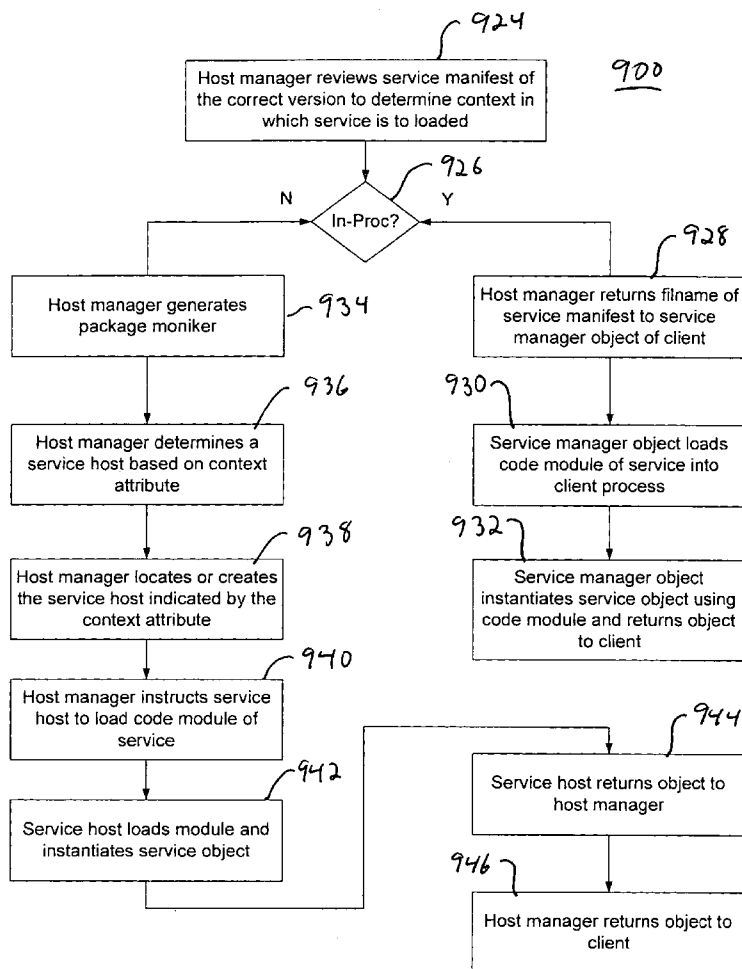 924
900
Host manager reviews service manifest of
the correct version to determine context in
which service is to loaded
926
N
Y
In-Proc?
928
Host manager generates
package moniker
934
Host manager returns filname of
service manifest to service
manager object of client
936
930
Host manager determines a
service host based on context
attribute
Service manager object loads
code module of service into
client process
938
932
Host manager locates or creates
the service host indicated by the
context attribute
Service manager object
instantiates service object using
code module and returns object
to client
940
Host manager instructs service
host to load code module of
service
944
942
Service host returns object to
host manager
Service host loads module and
instantiates service object
946
Host manager returns object to
client